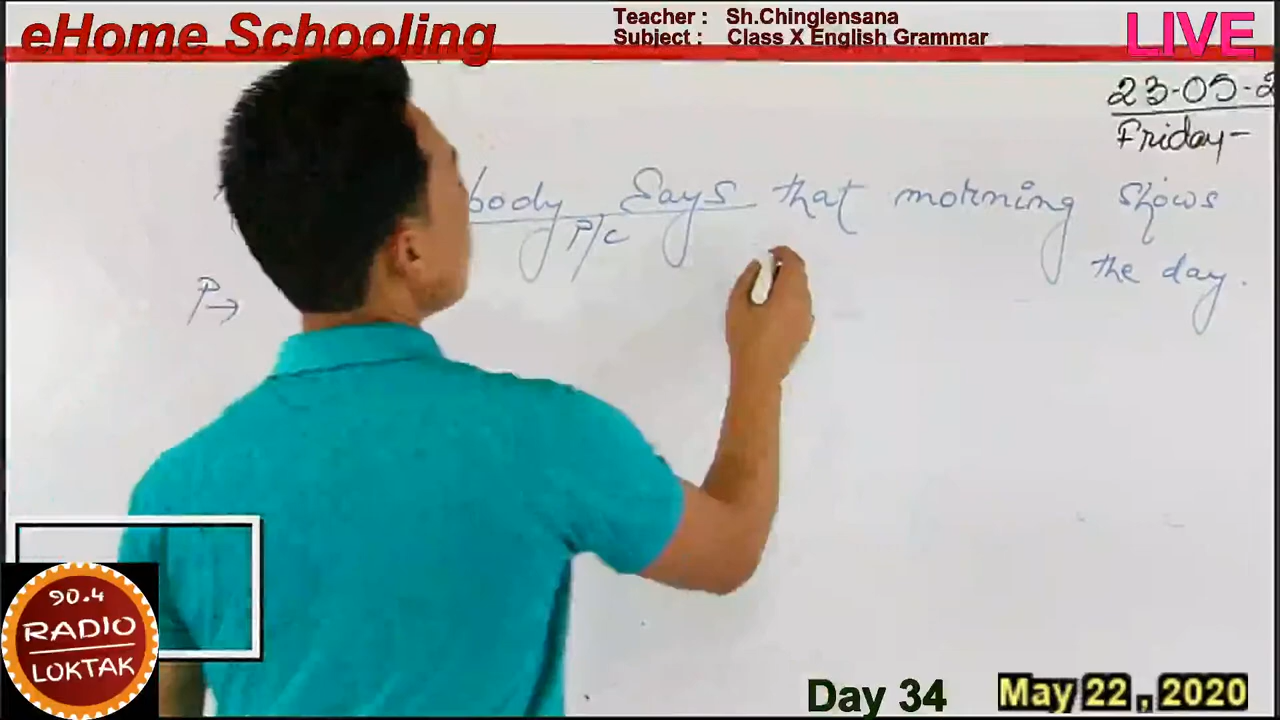 eHome Schooling
Teacher : Sh.Chinglensana
Subject : Class X English Grammar
LIVE
23-05-2
Friday-
body says that morning shows
P/c
the day.
P→
90.4
RADIO
LOKTAK
Day 34
May 22 , 2020